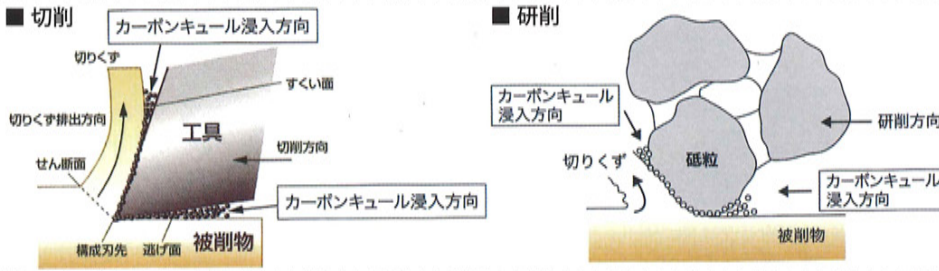 ■ 切削
カーボンキュール浸入方向
切りくず
すくい面
切りくず排出方向
工具
せん断面
切削方向
カーボンキュール浸入方向
構成刃先
逃げ面
被削物
■ 研削
カーボンキュール
浸入方向
研削方向
切りくず
砥粒
カーボンキュール
浸入方向
被削物